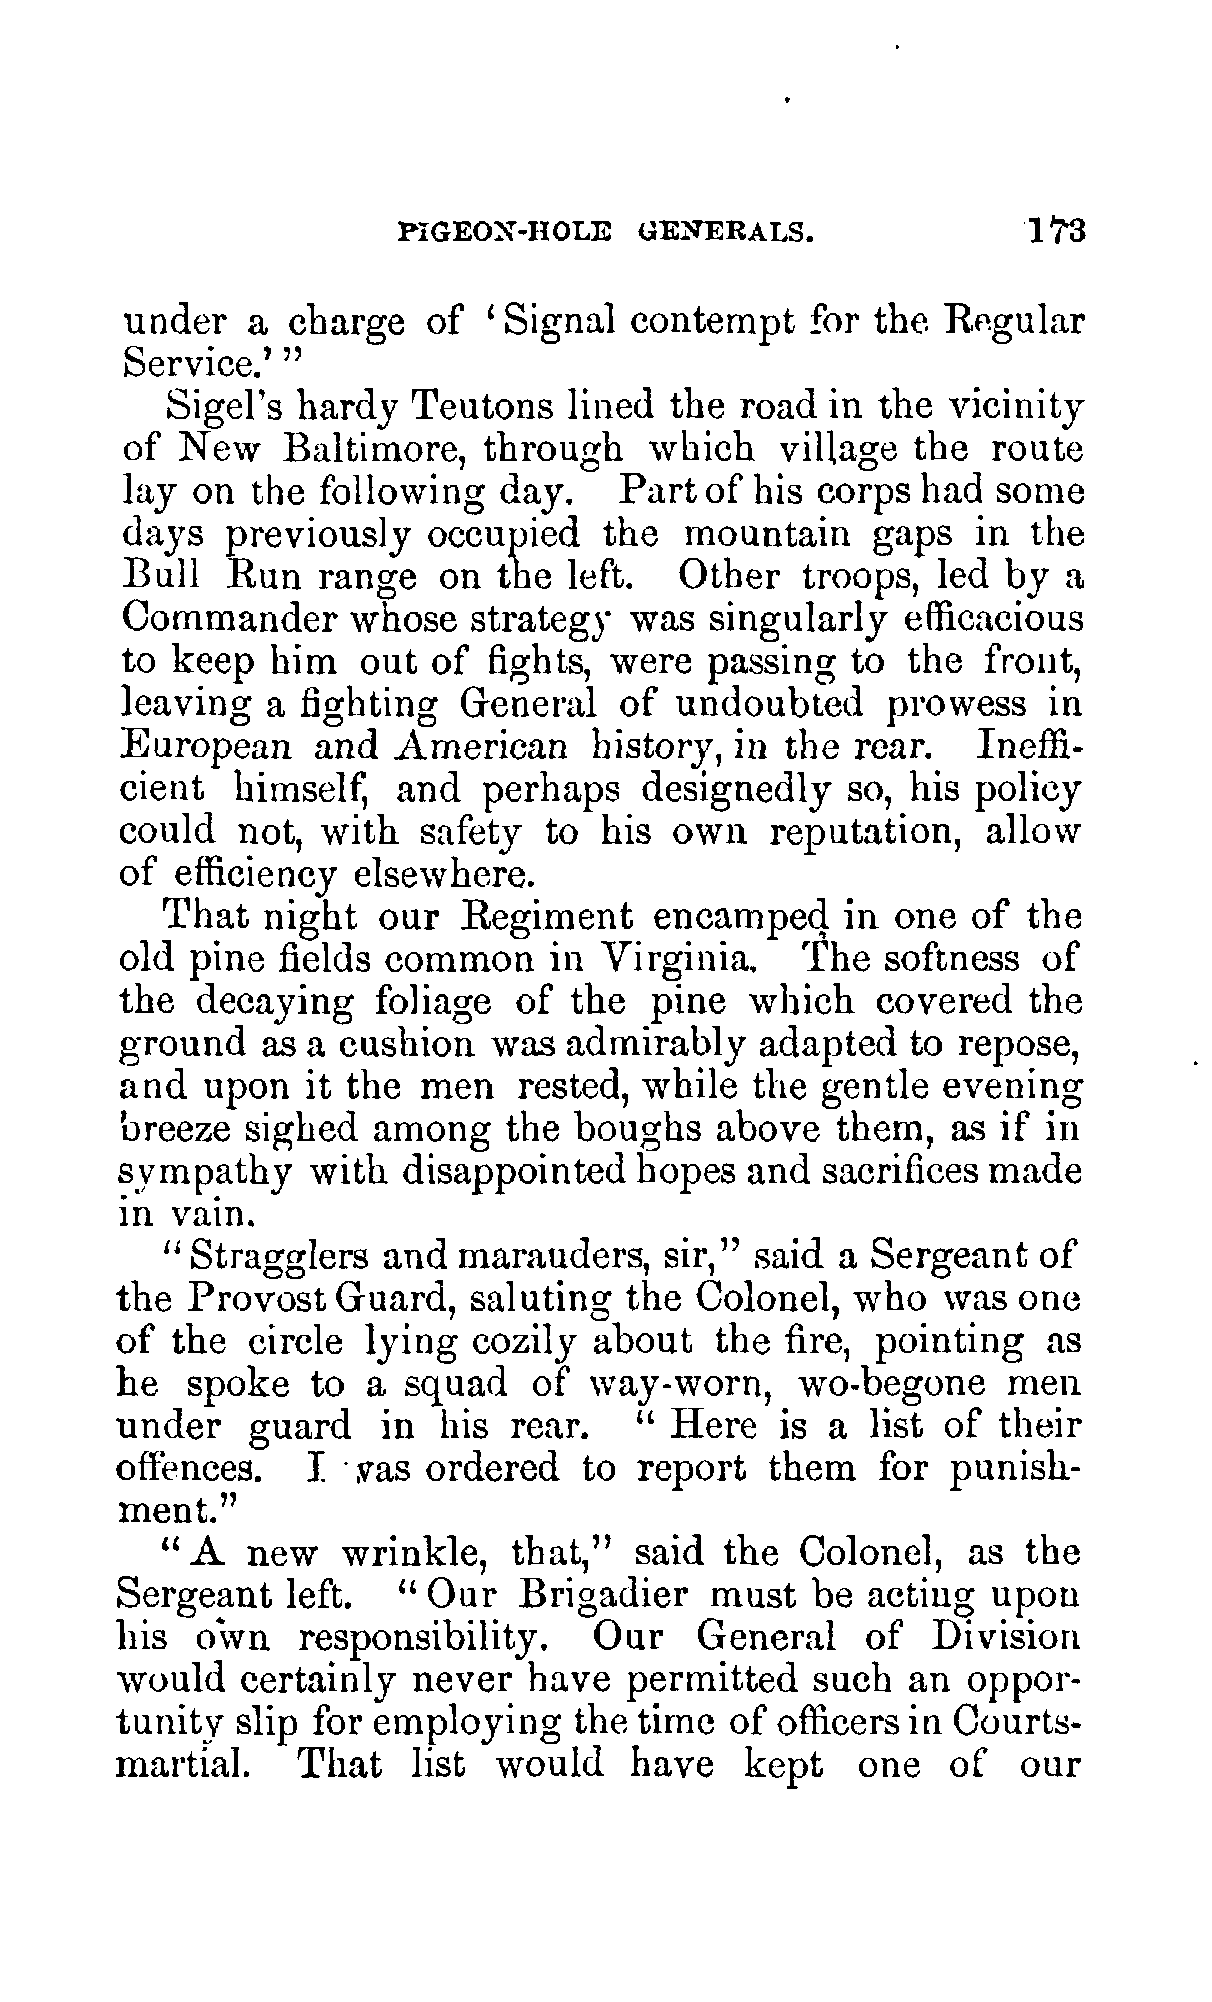 PIGEON-HOLE GENERALS. 173
under a charge of ‘Signal contempt for the Regular
Service.’”
Sigel’s hardy Teutons lined the road in the vicinity
of New Baltimore, through which village the route
lay on the following day. Part of his corps had some
days previously occupied the mountain gaps in the
Bull Run range on the left. Other troops, led by a
Commander whose strategy was singularly efficacious
to keep him out of fights, were passing to the front,
leaving a fighting General of undoubted prowess in
European and American history, in the rear. Ineffi-
cient himself, and perhaps designedly so, his policy
could not, with safety to his own reputation, allow
of efficiency elsewhere.
That night our Regiment encamped in one of the
old pine fields common in Virginia. The softness of
the decaying foliage of the pine which covered the
ground as a cushion was admirably adapted to repose,
and upon it the men rested, while the gentle evening
breeze sighed among the boughs above them, as if in
sympathy with disappointed hopes and sacrifices made
in vain.
“Stragglers and marauders, sir,” said a Sergeant of
the Provost Guard, saluting the Colonel, who was one
of the circle lying cozily about the fire, pointing as
he spoke to a squad of way-worn, wo-begone men
under guard in his rear. “Here is a list of their
offences. I was ordered to report them for punish-
ment.”
“A new wrinkle, that,” said the Colonel, as the
Sergeant left. “Our Brigadier must be acting upon
his own responsibility. Our General of Division
would certainly never have permitted such an oppor-
tunity slip for employing the time of officers in Courts-
martial. That list would have kept one of our